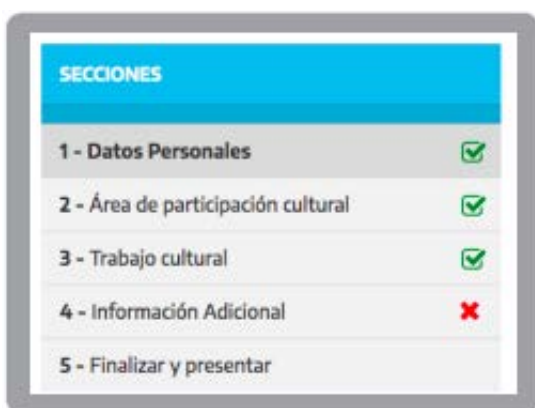 SECCIONES
1 - Datos Personales
2 - Área de participación cultural
3 - Trabajo cultural
4 - Información Adicional
5 - Finalizar y presentar